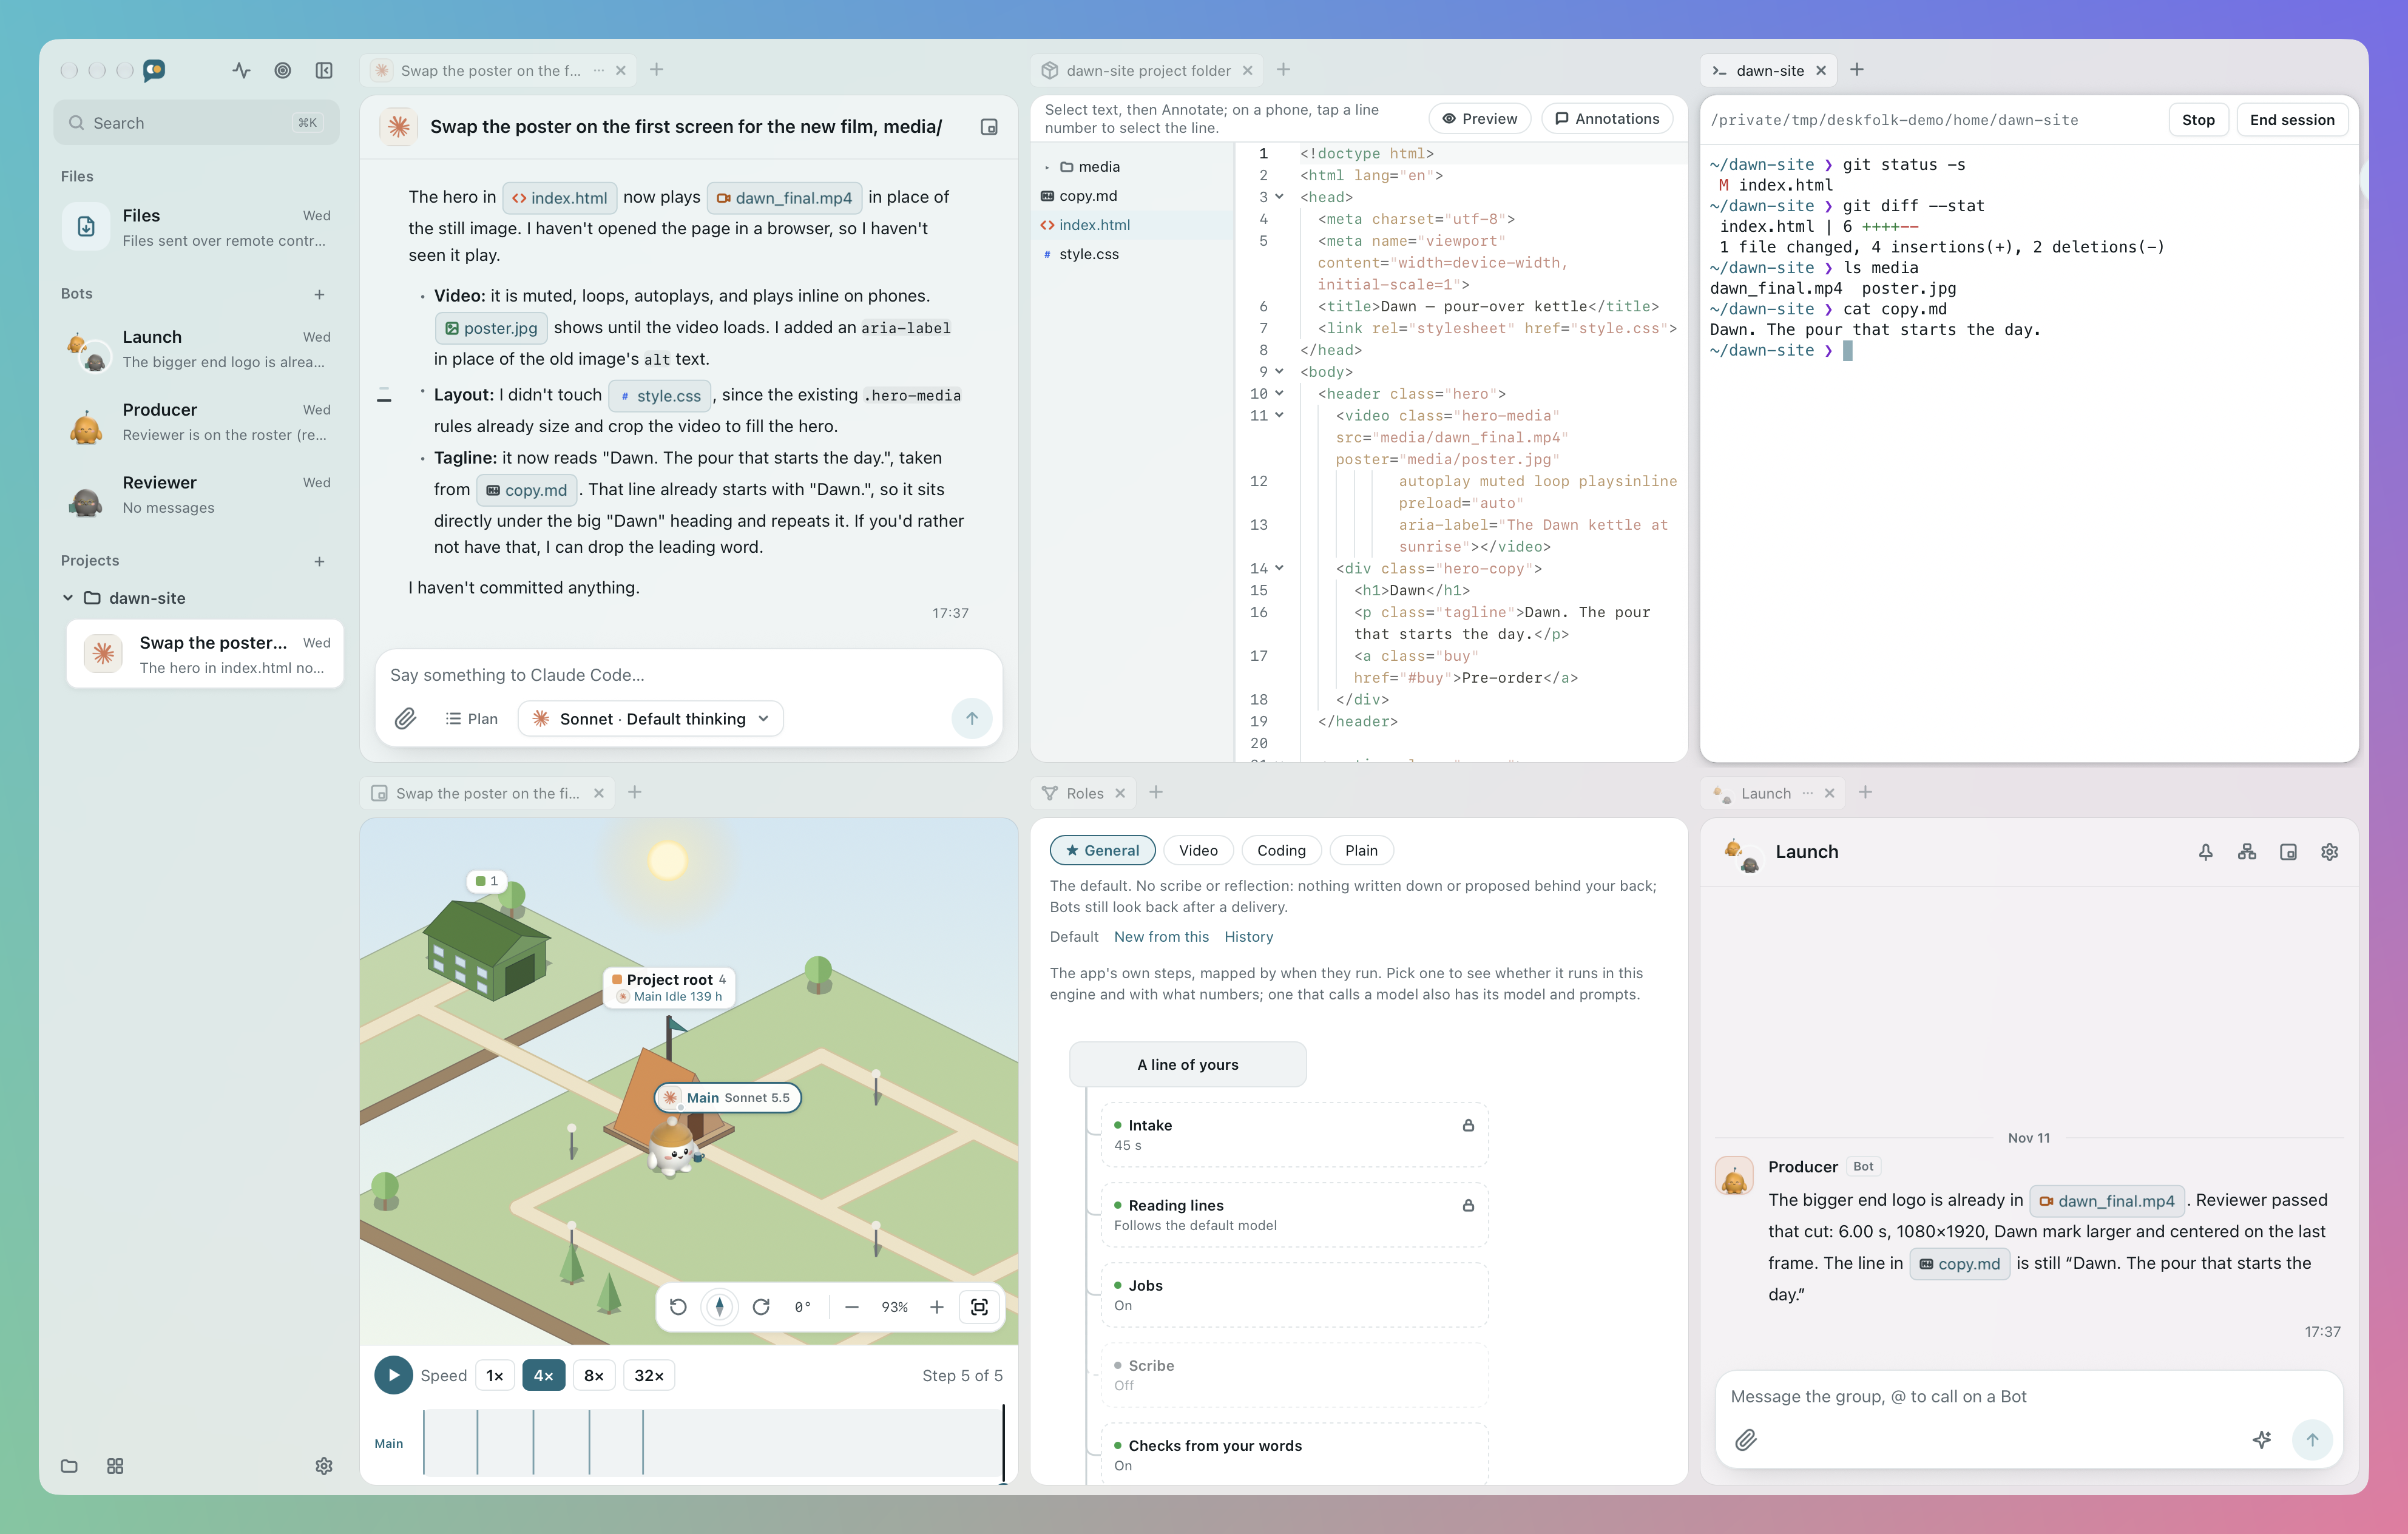 Search ⌘K
Files
Files Wed
Files sent over remote contr...
Bots
Launch Wed
The bigger end logo is alrea...
Producer Wed
Reviewer is on the roster (re...
Reviewer Wed
No messages
Projects
dawn-site
Swap the poster... Wed
The hero in index.html no...
Swap the poster on the f...
Swap the poster on the first screen for the new film, media/
The hero in index.html now plays dawn_final.mp4 in place of
the still image. I haven't opened the page in a browser, so I haven't
seen it play.
Video: it is muted, loops, autoplays, and plays inline on phones.
poster.jpg shows until the video loads. I added an aria-label
in place of the old image's alt text.
Layout: I didn't touch style.css, since the existing .hero-media
rules already size and crop the video to fill the hero.
Tagline: it now reads "Dawn. The pour that starts the day.", taken
from copy.md. That line already starts with "Dawn.", so it sits
directly under the big "Dawn" heading and repeats it. If you'd rather
not have that, I can drop the leading word.
I haven't committed anything.
17:37
Say something to Claude Code...
Plan Sonnet · Default thinking
dawn-site project folder
Select text, then Annotate; on a phone, tap a line
number to select the line.
Preview Annotations
media
copy.md
index.html
style.css
1 <!doctype html>
2 <html lang="en">
3 <head>
4 <meta charset="utf-8">
5 <meta name="viewport"
content="width=device-width,
initial-scale=1">
6 <title>Dawn — pour-over kettle</title>
7 <link rel="stylesheet" href="style.css">
8 </head>
9 <body>
10 <header class="hero">
11 <video class="hero-media"
src="media/dawn_final.mp4"
poster="media/poster.jpg"
12 autoplay muted loop playsinline
preload="auto"
13 aria-label="The Dawn kettle at
sunrise"></video>
14 <div class="hero-copy">
15 <h1>Dawn</h1>
16 <p class="tagline">Dawn. The pour
that starts the day.</p>
17 <a class="buy"
href="#buy">Pre-order</a>
18 </div>
19 </header>
20
dawn-site
/private/tmp/deskfolk-demo/home/dawn-site Stop End session
~/dawn-site ❯ git status -s
M index.html
~/dawn-site ❯ git diff --stat
index.html | 6 ++++--
1 file changed, 4 insertions(+), 2 deletions(-)
~/dawn-site ❯ ls media
dawn_final.mp4 poster.jpg
~/dawn-site ❯ cat copy.md
Dawn. The pour that starts the day.
~/dawn-site ❯
Swap the poster on the fi...
1
Project root 4
Main Idle 139 h
Main Sonnet 5.5
0° 93%
Speed 1× 4× 8× 32× Step 5 of 5
Main
Roles
General Video Coding Plain
The default. No scribe or reflection: nothing written down or proposed behind your back;
Bots still look back after a delivery.
Default New from this History
The app's own steps, mapped by when they run. Pick one to see whether it runs in this
engine and with what numbers; one that calls a model also has its model and prompts.
A line of yours
Intake
45 s
Reading lines
Follows the default model
Jobs
On
Scribe
Off
Checks from your words
On
Launch
Launch
Nov 11
Producer Bot
The bigger end logo is already in dawn_final.mp4. Reviewer passed
that cut: 6.00 s, 1080×1920, Dawn mark larger and centered on the last
frame. The line in copy.md is still “Dawn. The pour that starts the
day.”
17:37
Message the group, @ to call on a Bot